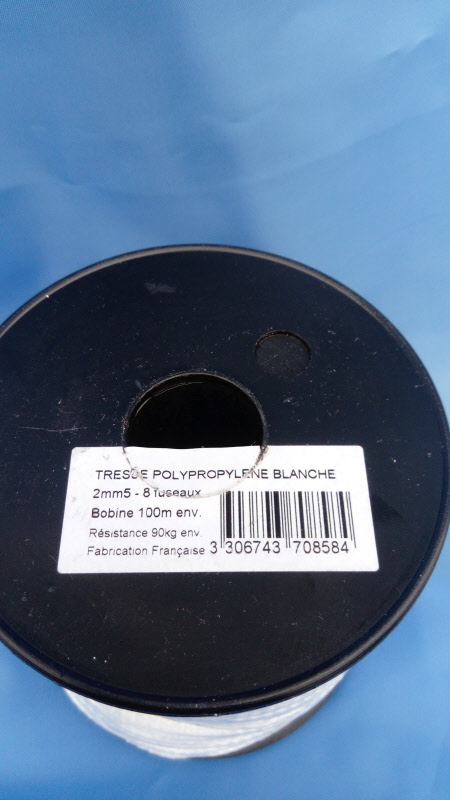 TRESSE POLYPROPYLENE BLANCHE
2mm5 - 8 fuseaux
Bobine 100m env.
Résistance 90kg env.
Fabrication Française
3 306743 708584